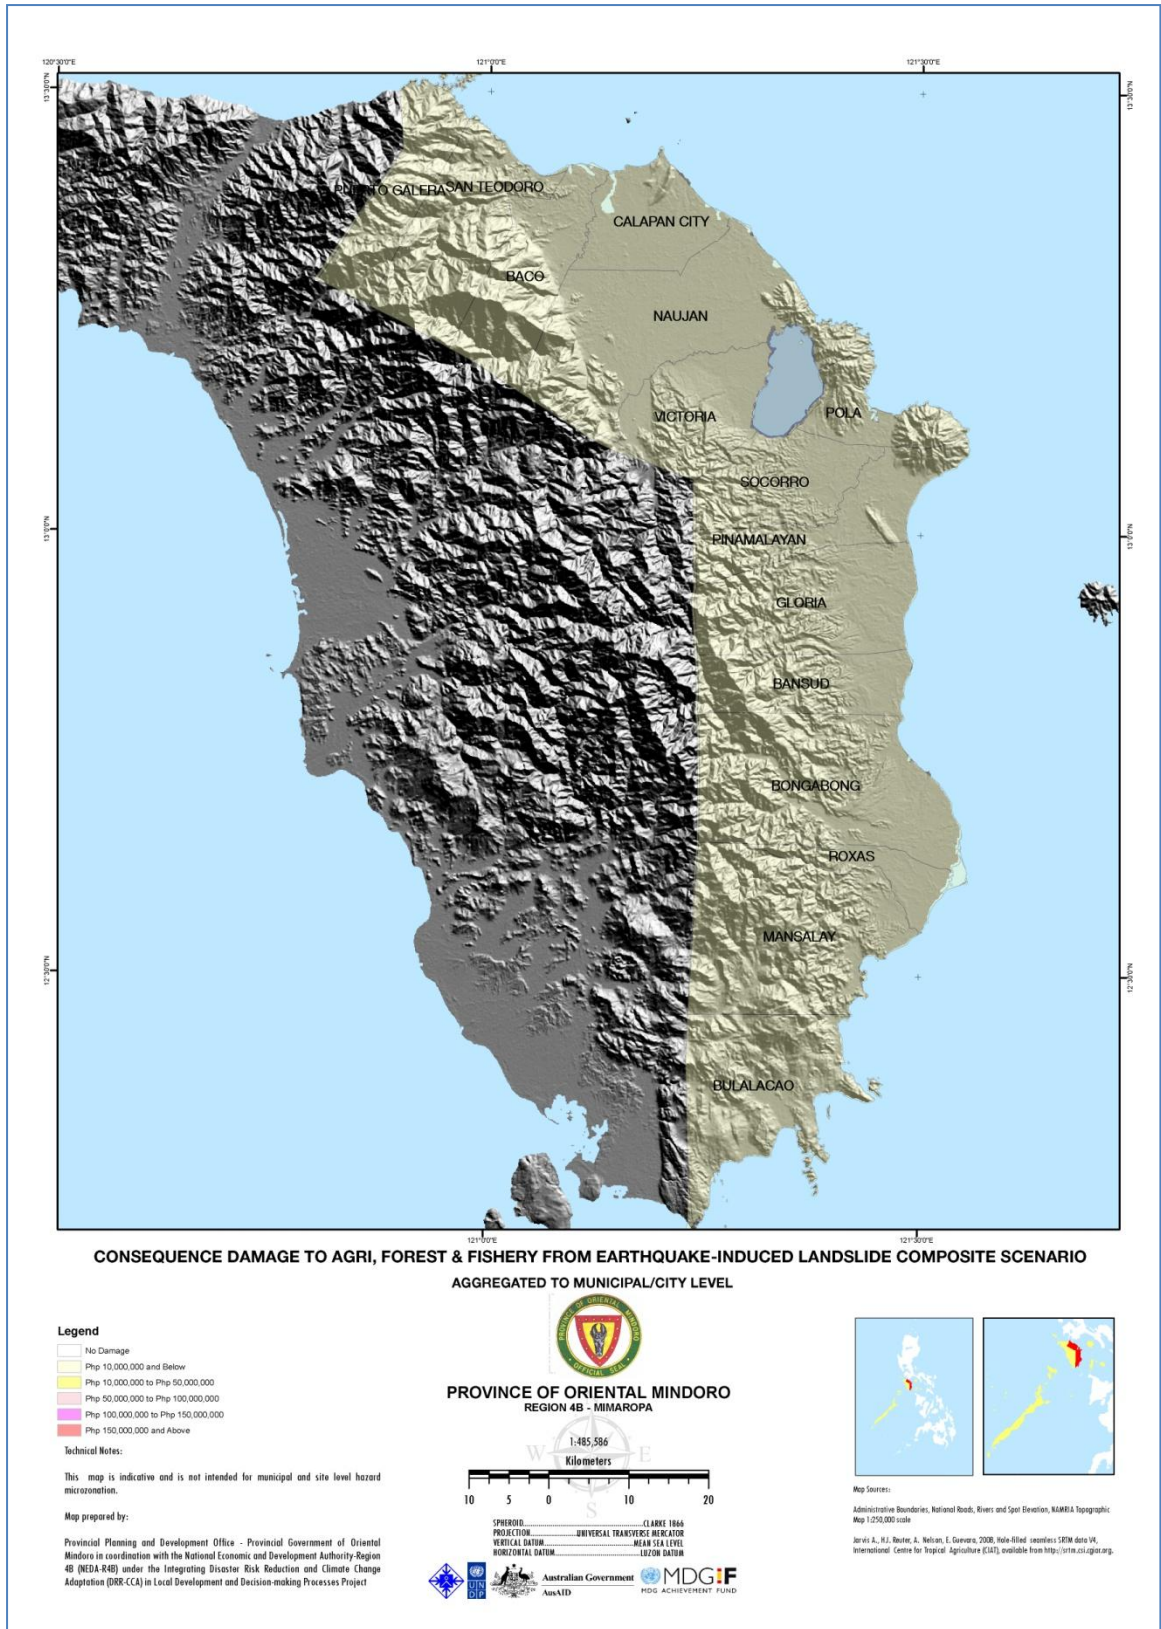 120°30'0"E 121°0'0"E 121°30'0"E
13°30'0"N 13°30'0"N
PUERTO GALERA SAN TEODORO
CALAPAN CITY
BACO
NAUJAN
VICTORIA POLA
SOCORRO
13°0'0"N 13°0'0"N
PINAMALAYAN
GLORIA
BANSUD
BONGABONG
ROXAS
MANSALAY
12°30'0"N 12°30'0"N
BULALACAO
121°0'0"E 121°30'0"E
CONSEQUENCE DAMAGE TO AGRI, FOREST & FISHERY FROM EARTHQUAKE-INDUCED LANDSLIDE COMPOSITE SCENARIO
AGGREGATED TO MUNICIPAL/CITY LEVEL
PROVINCE OF ORIENTAL MINDORO
OFFICIAL SEAL
PROVINCE OF ORIENTAL MINDORO
REGION 4B - MIMAROPA
N
W E
S
1:485,586
Kilometers
10 5 0 10 20
SPHEROID CLARKE 1866
PROJECTION UNIVERSAL TRANSVERSE MERCATOR
VERTICAL DATUM MEAN SEA LEVEL
HORIZONTAL DATUM LUZON DATUM
Legend
No Damage
Php 10,000,000 and Below
Php 10,000,000 to Php 50,000,000
Php 50,000,000 to Php 100,000,000
Php 100,000,000 to Php 150,000,000
Php 150,000,000 and Above
Technical Notes:
This map is indicative and is not intended for municipal and site level hazard
microzonation.
Map prepared by:
Provincial Planning and Development Office - Provincial Government of Oriental
Mindoro in coordination with the National Economic and Development Authority-Region
4B (NEDA-R4B) under the Integrating Disaster Risk Reduction and Climate Change
Adaptation (DRR-CCA) in Local Development and Decision-making Processes Project
UNDP
Australian Government
AusAID
MDGiF
MDG ACHIEVEMENT FUND
Map Sources:
Administrative Boundaries, National Roads, Rivers and Spot Elevation, NAMRIA Topographic
Map 1:250,000 scale
Jarvis A., H.I. Reuter, A. Nelson, E. Guevara, 2008, Hole-filled seamless SRTM data V4,
International Centre for Tropical Agriculture (CIAT), available from http://srtm.csi.cgiar.org.